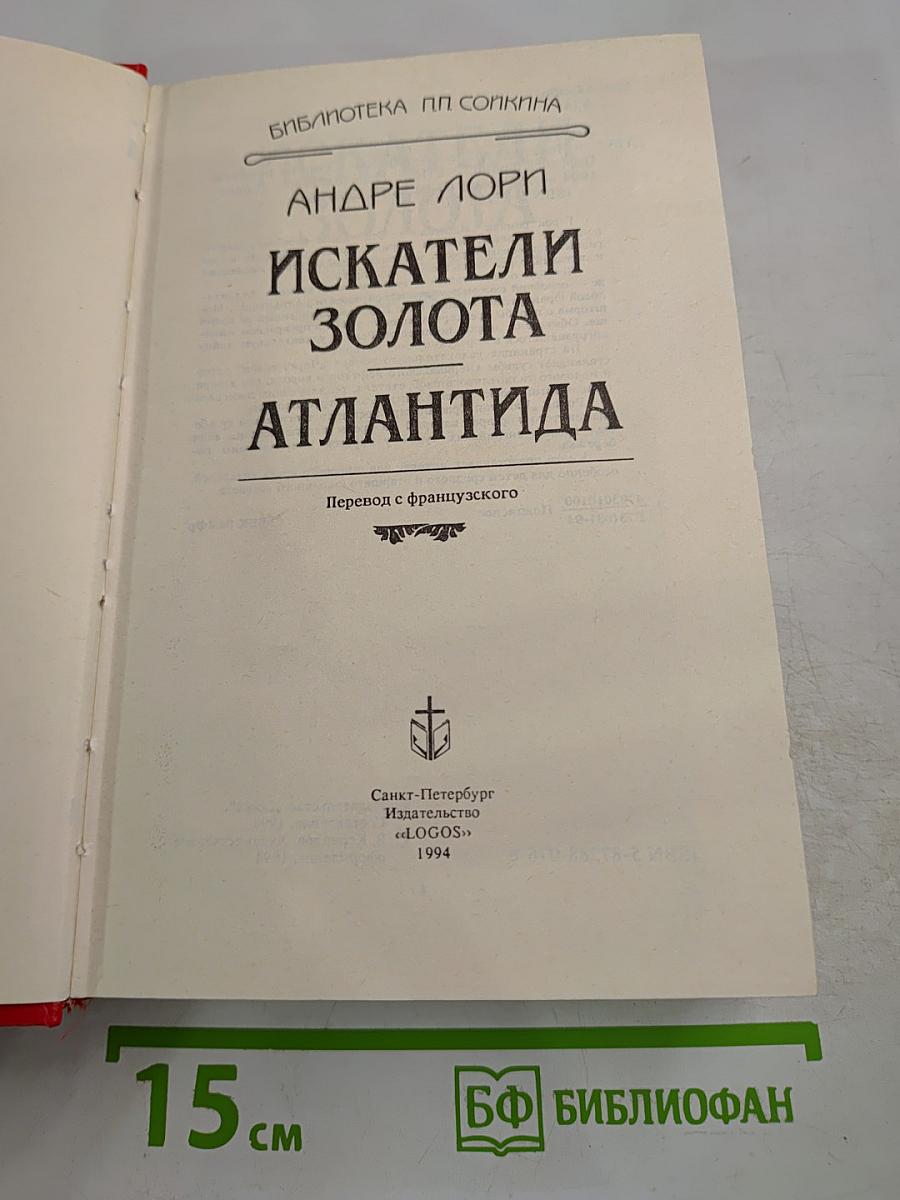 БИБЛИОТЕКА П.П. СОЙКИНА
АНДРЕ ЛОРИ
ИСКАТЕЛИ
ЗОЛОТА
АТЛАНТИДА
Перевод с французского
Санкт-Петербург
Издательство
«LOGOS»
1994
15 см
БФ БИБЛИОФАН